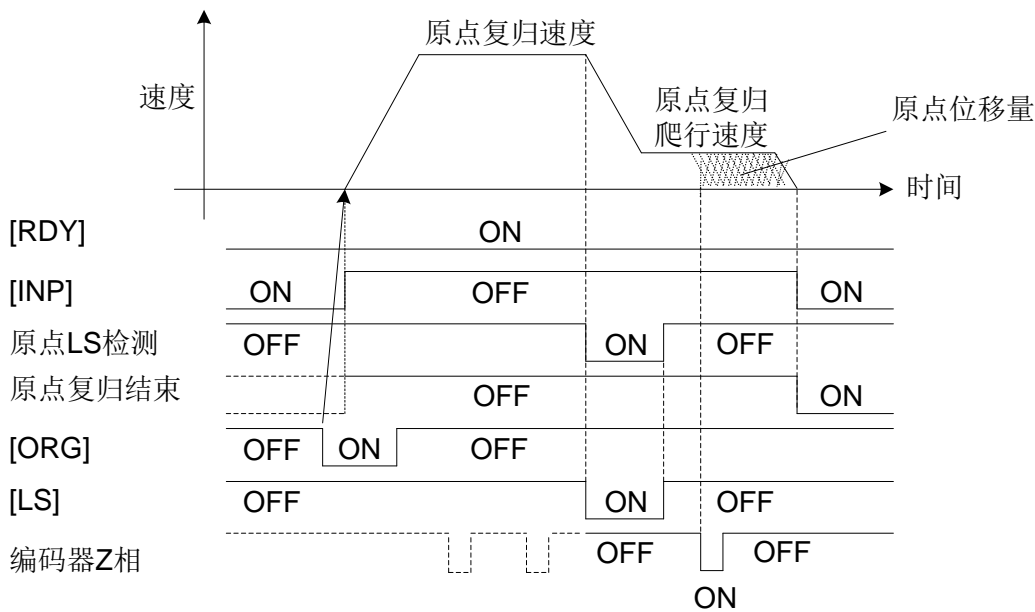 原点复归速度
速度
原点复归
爬行速度
原点位移量
时间
[RDY]
ON
[INP]
ON
OFF
ON
原点LS检测
OFF
ON
OFF
原点复归结束
OFF
ON
[ORG]
OFF
ON
OFF
[LS]
OFF
ON
OFF
编码器Z相
OFF
OFF
ON